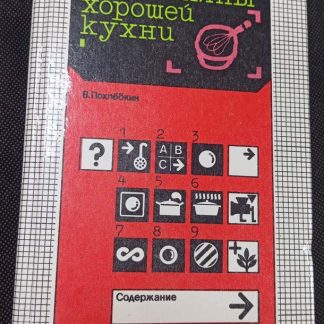 хорошей
кухни
В. Похлёбкин
1 2 3
?
A B
C
4 5 6
7 8 9
+
Содержание